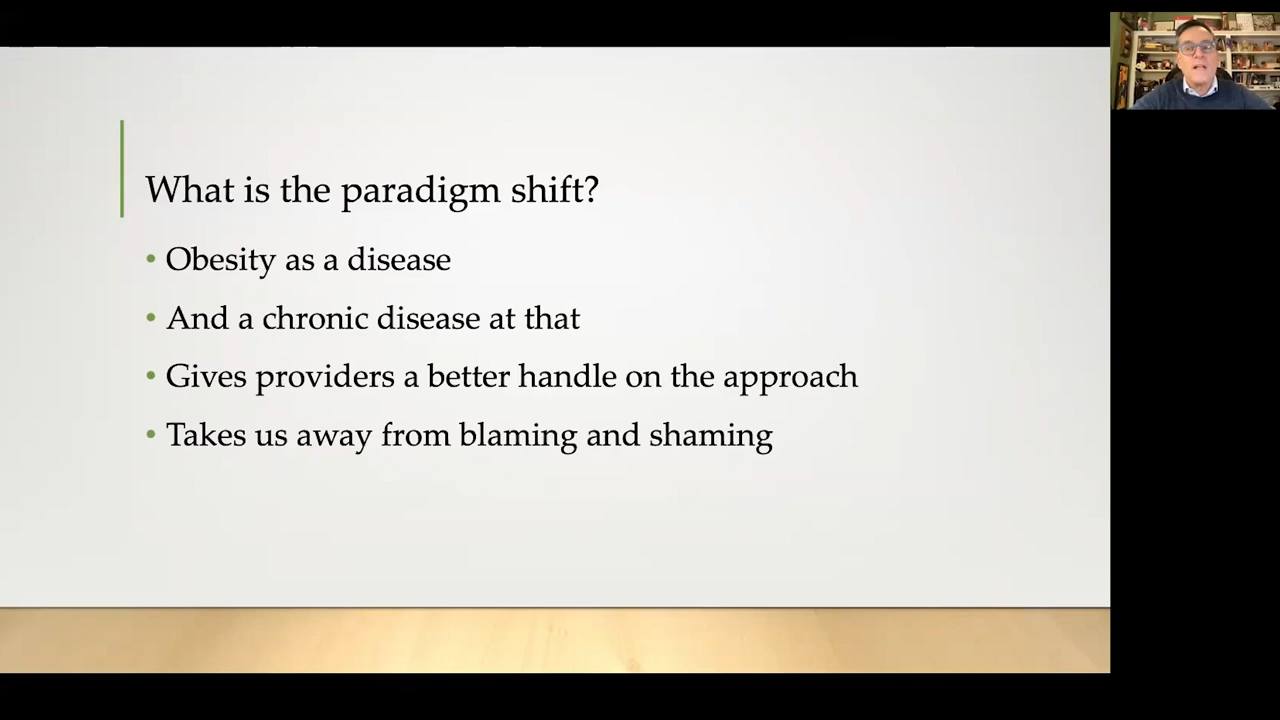 What is the paradigm shift?
• Obesity as a disease
• And a chronic disease at that
• Gives providers a better handle on the approach
• Takes us away from blaming and shaming